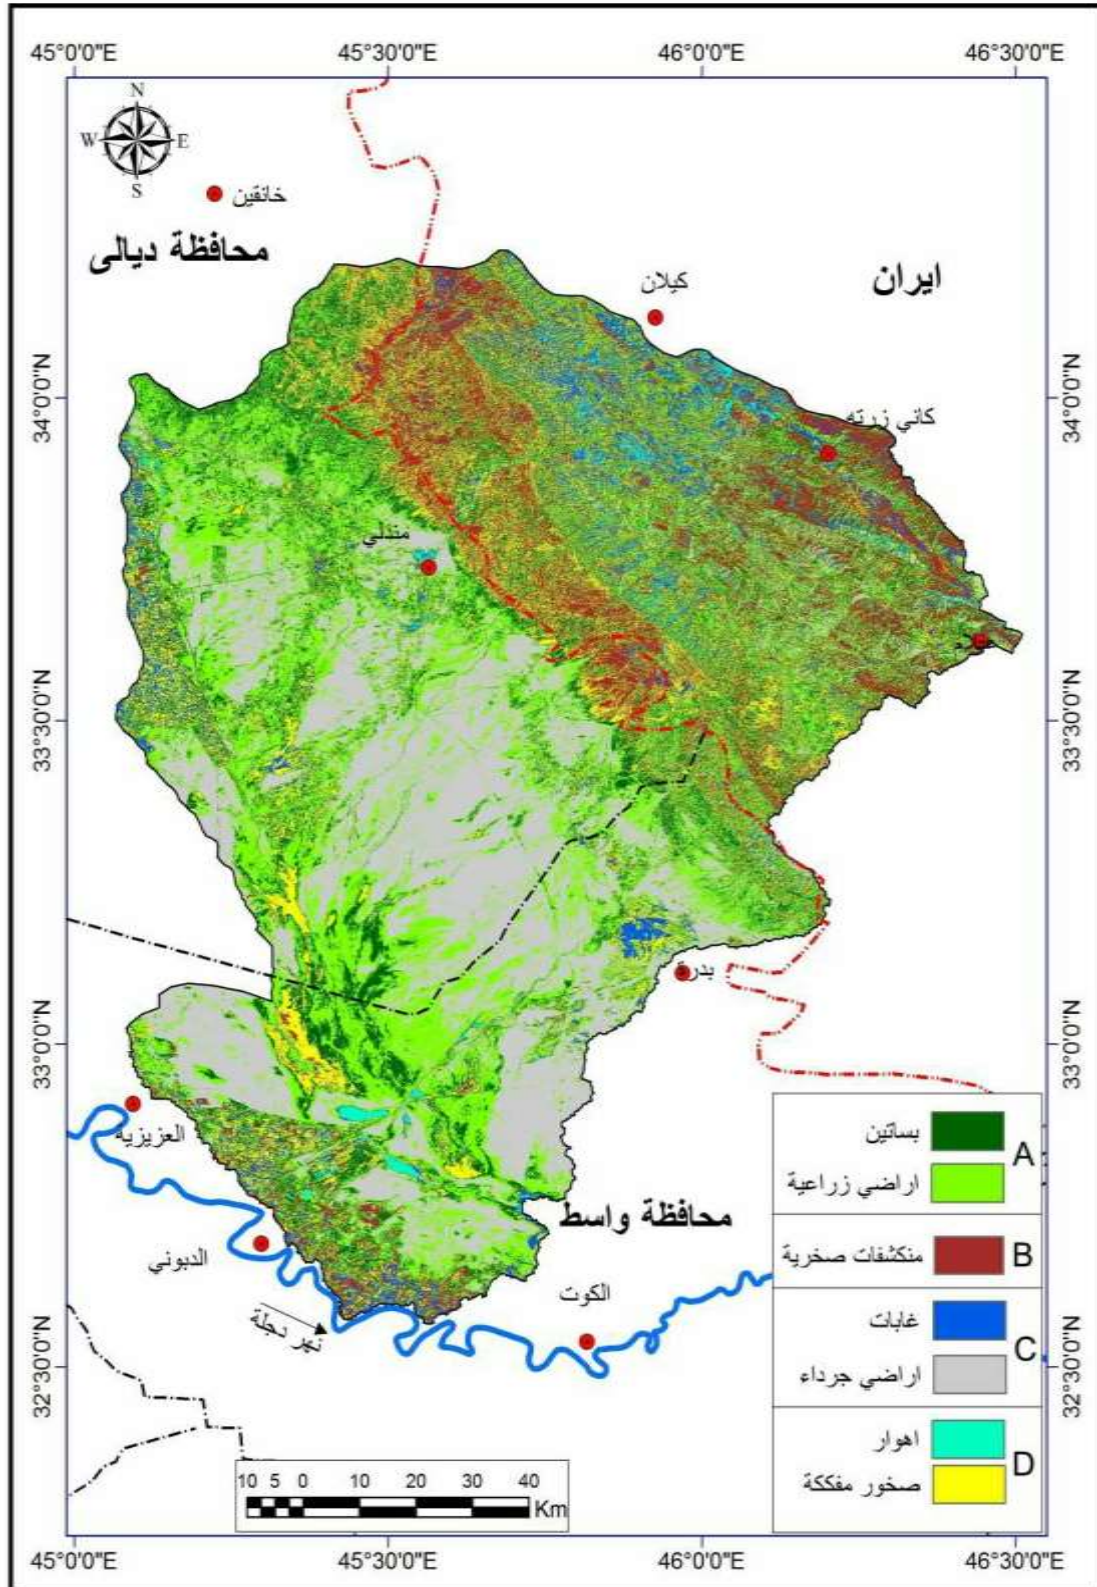 45°0'0"E
45°30'0"E
46°0'0"E
46°30'0"E
N
W E
S
خانقين
محافظة ديالى
ايران
كيلان
34°0'0"N
34°0'0"N
كاني زرته
مندلي
33°30'0"N
33°30'0"N
بدرة
33°0'0"N
33°0'0"N
العزيزية
بساتين
A
اراضي زراعية
محافظة واسط
منكشفات صخرية
B
الدبوني
الكوت
نهر دجلة
غابات
C
اراضي جرداء
32°30'0"N
32°30'0"N
اهوار
D
صخور مفككة
10 5 0 10 20 30 40
Km
45°0'0"E
45°30'0"E
46°0'0"E
46°30'0"E